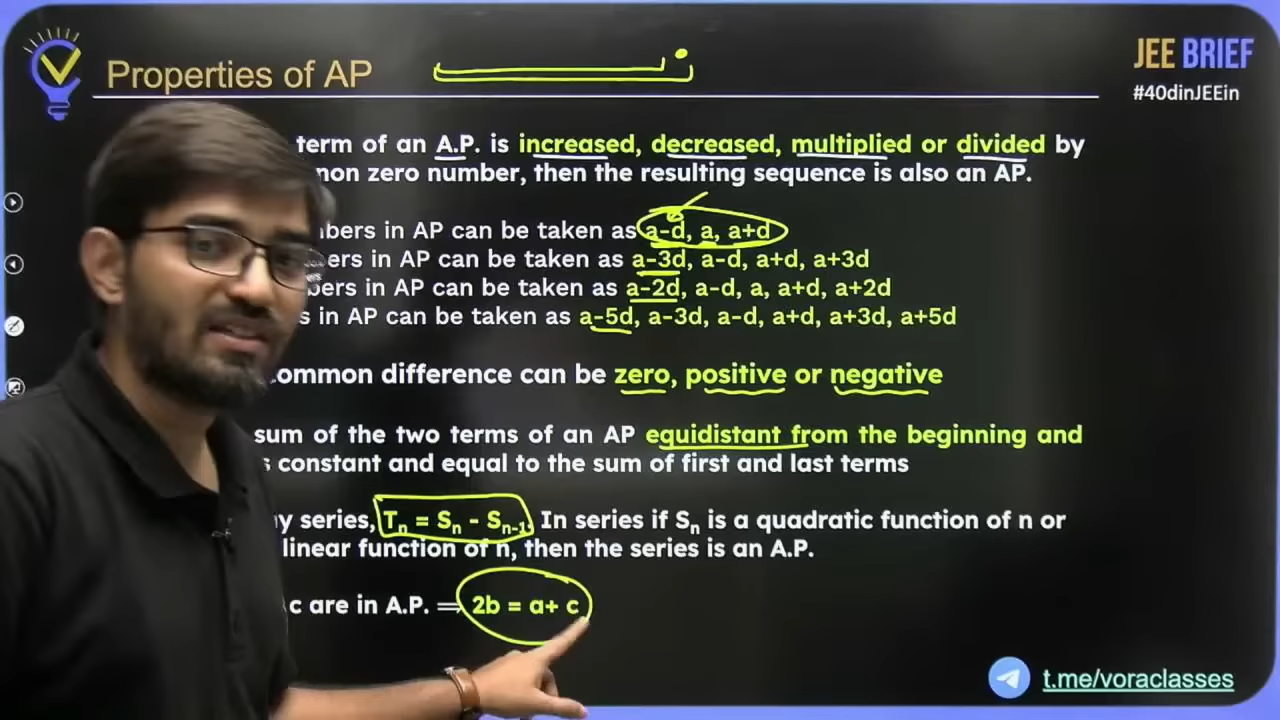 Properties of AP
JEE BRIEF
#40dinJEEin
term of an A.P. is increased, decreased, multiplied or divided by
non zero number, then the resulting sequence is also an AP.
in AP can be taken as a-d, a, a+d
in AP can be taken as a-3d, a-d, a+d, a+3d
in AP can be taken as a-2d, a-d, a, a+d, a+2d
in AP can be taken as a-5d, a-3d, a-d, a+d, a+3d, a+5d
common difference can be zero, positive or negative
sum of the two terms of an AP equidistant from the beginning and
constant and equal to the sum of first and last terms
series, Tn = Sn - Sn-1. In series if Sn is a quadratic function of n or
linear function of n, then the series is an A.P.
c are in A.P. ⟹ 2b = a+ c
t.me/voraclasses